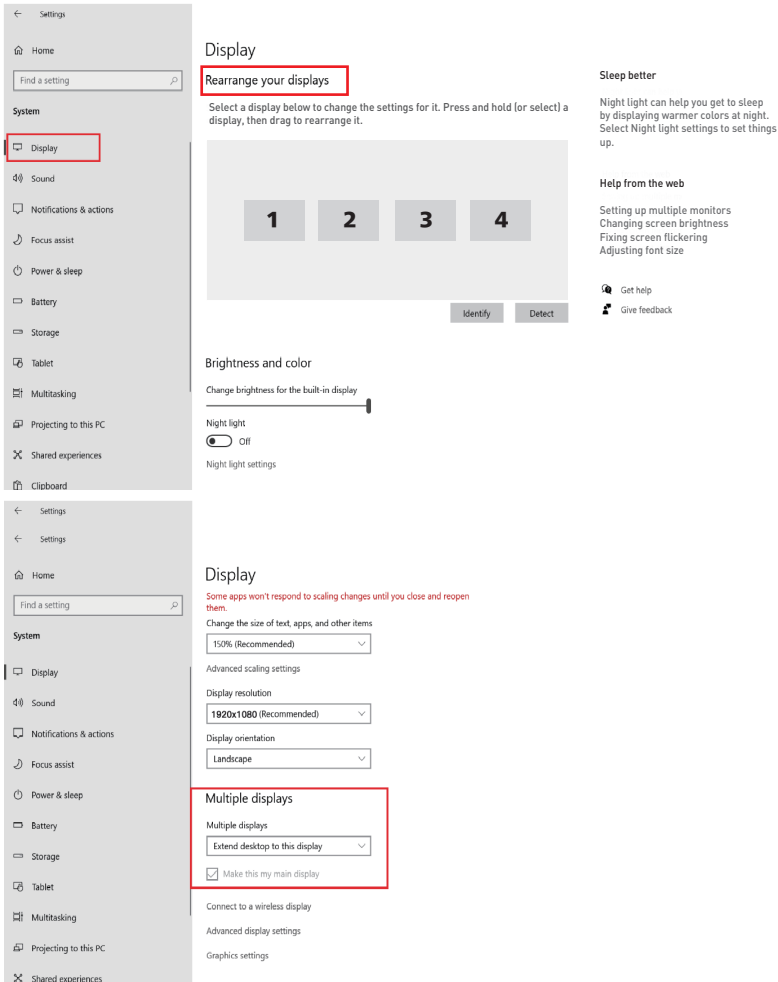 Settings
Home
Find a setting
System
Display
Sound
Notifications & actions
Focus assist
Power & sleep
Battery
Storage
Tablet
Multitasking
Projecting to this PC
Shared experiences
Clipboard
Display
Rearrange your displays
Select a display below to change the settings for it. Press and hold (or select) a
display, then drag to rearrange it.
1 2 3 4
Identify Detect
Brightness and color
Change brightness for the built-in display
Night light
Off
Night light settings
Sleep better
Night light can help you get to sleep
by displaying warmer colors at night.
Select Night light settings to set things
up.
Help from the web
Setting up multiple monitors
Changing screen brightness
Fixing screen flickering
Adjusting font size
Get help
Give feedback
Settings
Settings
Home
Find a setting
System
Display
Sound
Notifications & actions
Focus assist
Power & sleep
Battery
Storage
Tablet
Multitasking
Projecting to this PC
Shared experiences
Display
Some apps won't respond to scaling changes until you close and reopen
them.
Change the size of text, apps, and other items
150% (Recommended)
Advanced scaling settings
Display resolution
1920x1080 (Recommended)
Display orientation
Landscape
Multiple displays
Multiple displays
Extend desktop to this display
Make this my main display
Connect to a wireless display
Advanced display settings
Graphics settings